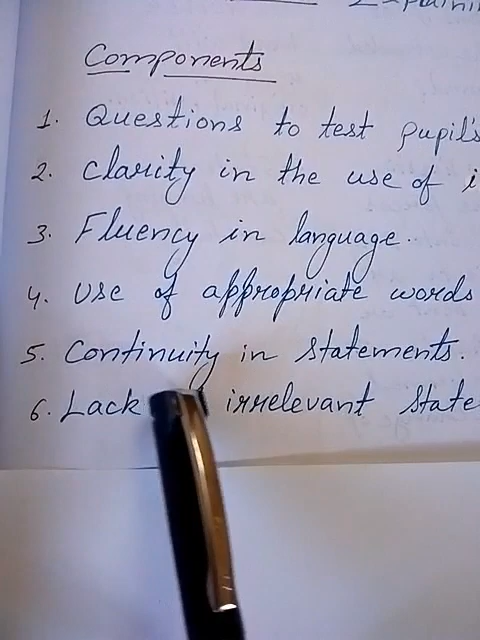 Components
1. Questions to test pupil's
2. Clarity in the use of
3. Fluency in language.
4. Use of appropriate words
5. Continuity in statements.
6. Lack irrelevant State